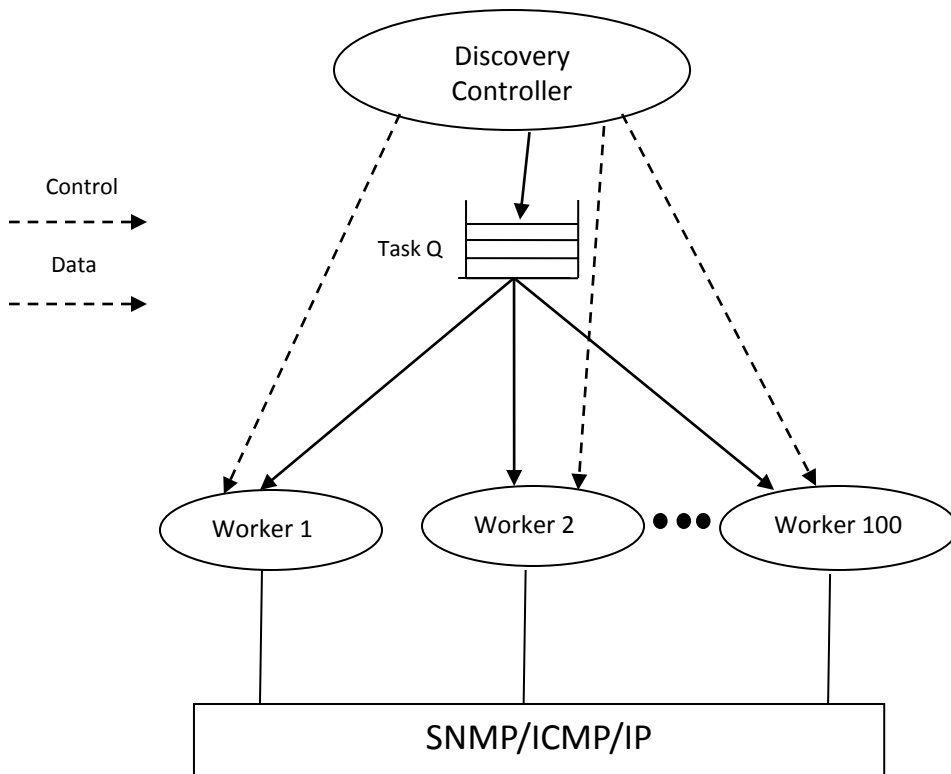 Discovery
Controller
Control
Data
Task Q
Worker 1
Worker 2
Worker 100
SNMP/ICMP/IP